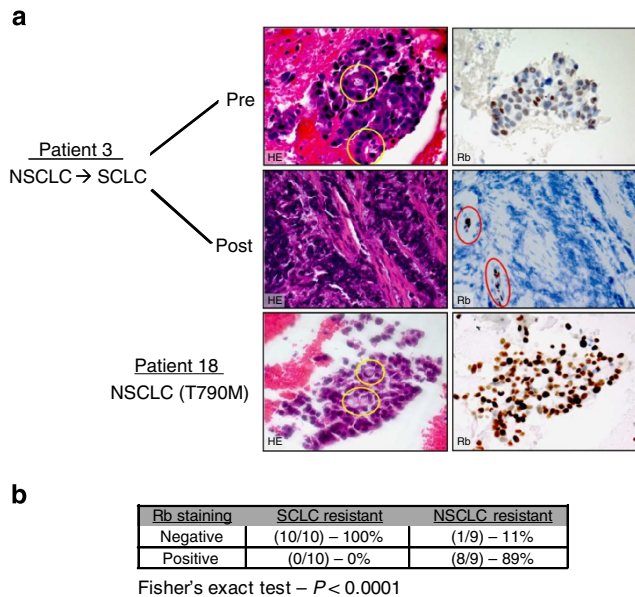 a
Pre
Patient 3
NSCLC → SCLC
Post
HE
Rb
HE
Rb
Patient 18
NSCLC (T790M)
HE
Rb
b
Rb staining SCLC resistant NSCLC resistant
Negative (10/10) – 100% (1/9) – 11%
Positive (0/10) – 0% (8/9) – 89%
Fisher's exact test – P < 0.0001